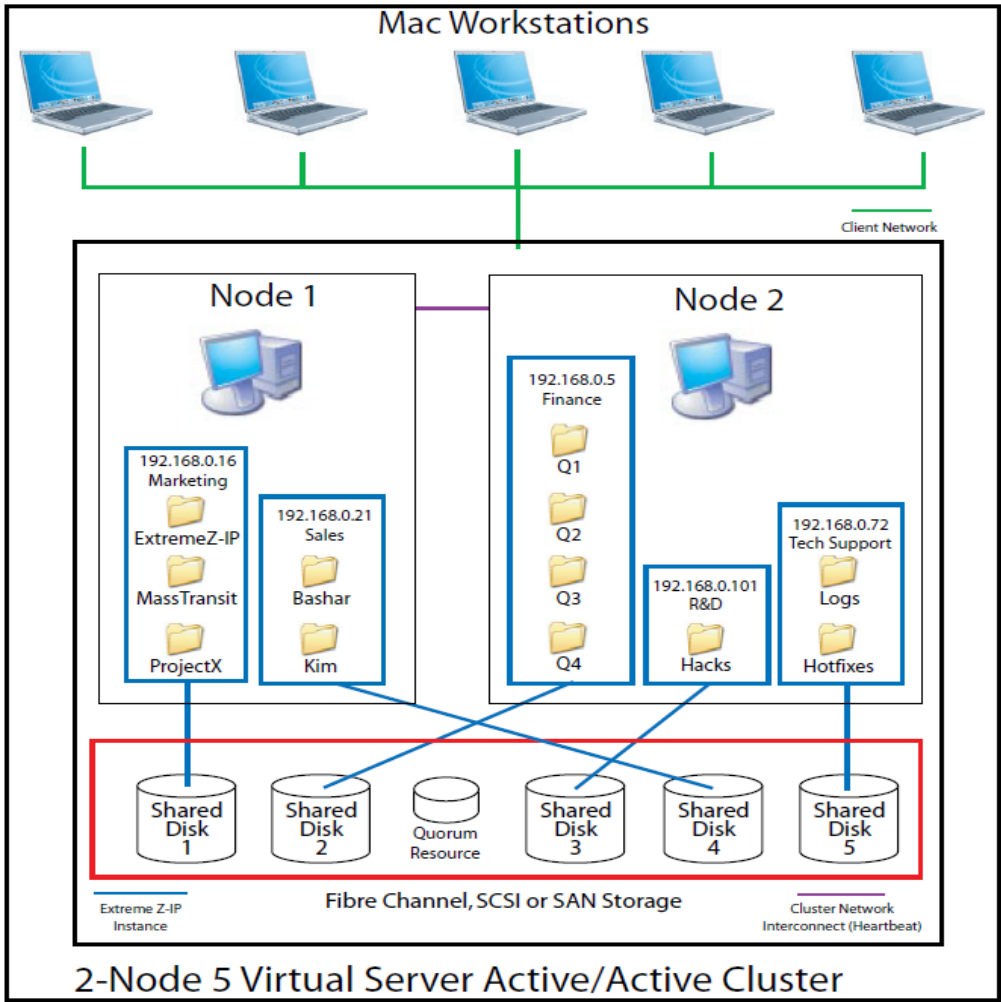 Mac Workstations
Client Network
Node 1
Node 2
192.168.0.16
Marketing
ExtremeZ-IP
MassTransit
ProjectX
192.168.0.21
Sales
Bashar
Kim
192.168.0.5
Finance
Q1
Q2
Q3
Q4
192.168.0.101
R&D
Hacks
192.168.0.72
Tech Support
Logs
Hotfixes
Shared
Disk
1
Shared
Disk
2
Quorum
Resource
Shared
Disk
3
Shared
Disk
4
Shared
Disk
5
Extreme Z-IP
Instance
Fibre Channel, SCSI or SAN Storage
Cluster Network
Interconnect (Heartbeat)
2-Node 5 Virtual Server Active/Active Cluster